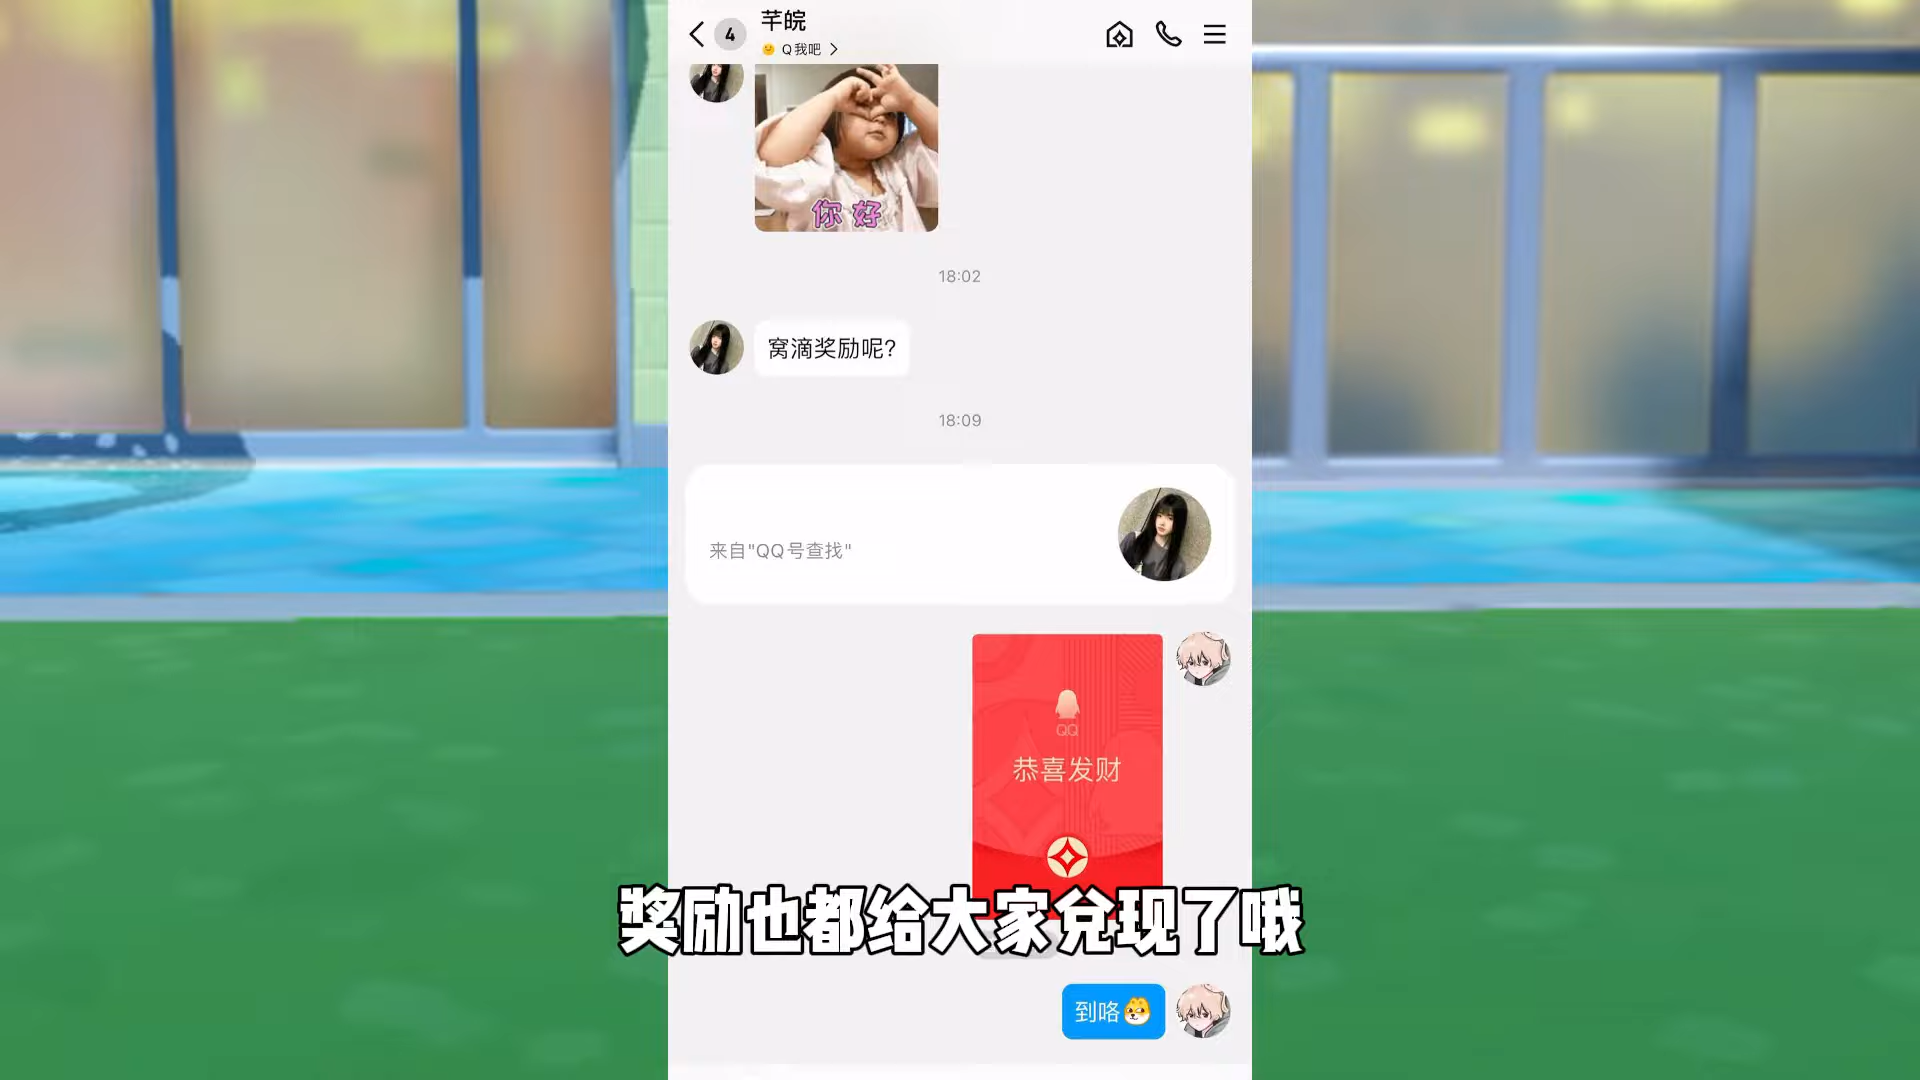 4
芋皖
Q我吧
你好
18:02
窝滴奖励呢?
18:09
来自"QQ号查找"
QQ
恭喜发财
奖励也都给大家兑现了哦
到咯